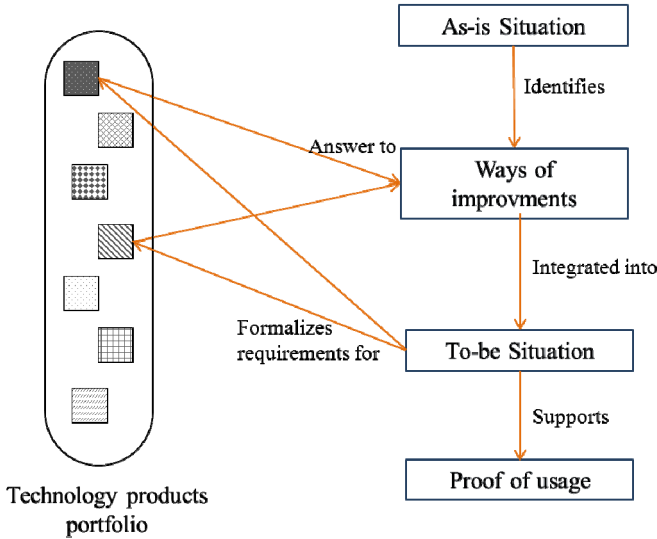 As-is Situation
Identifies
Answer to
Ways of
improvments
Integrated into
Formalizes
requirements for
To-be Situation
Supports
Proof of usage
Technology products
portfolio